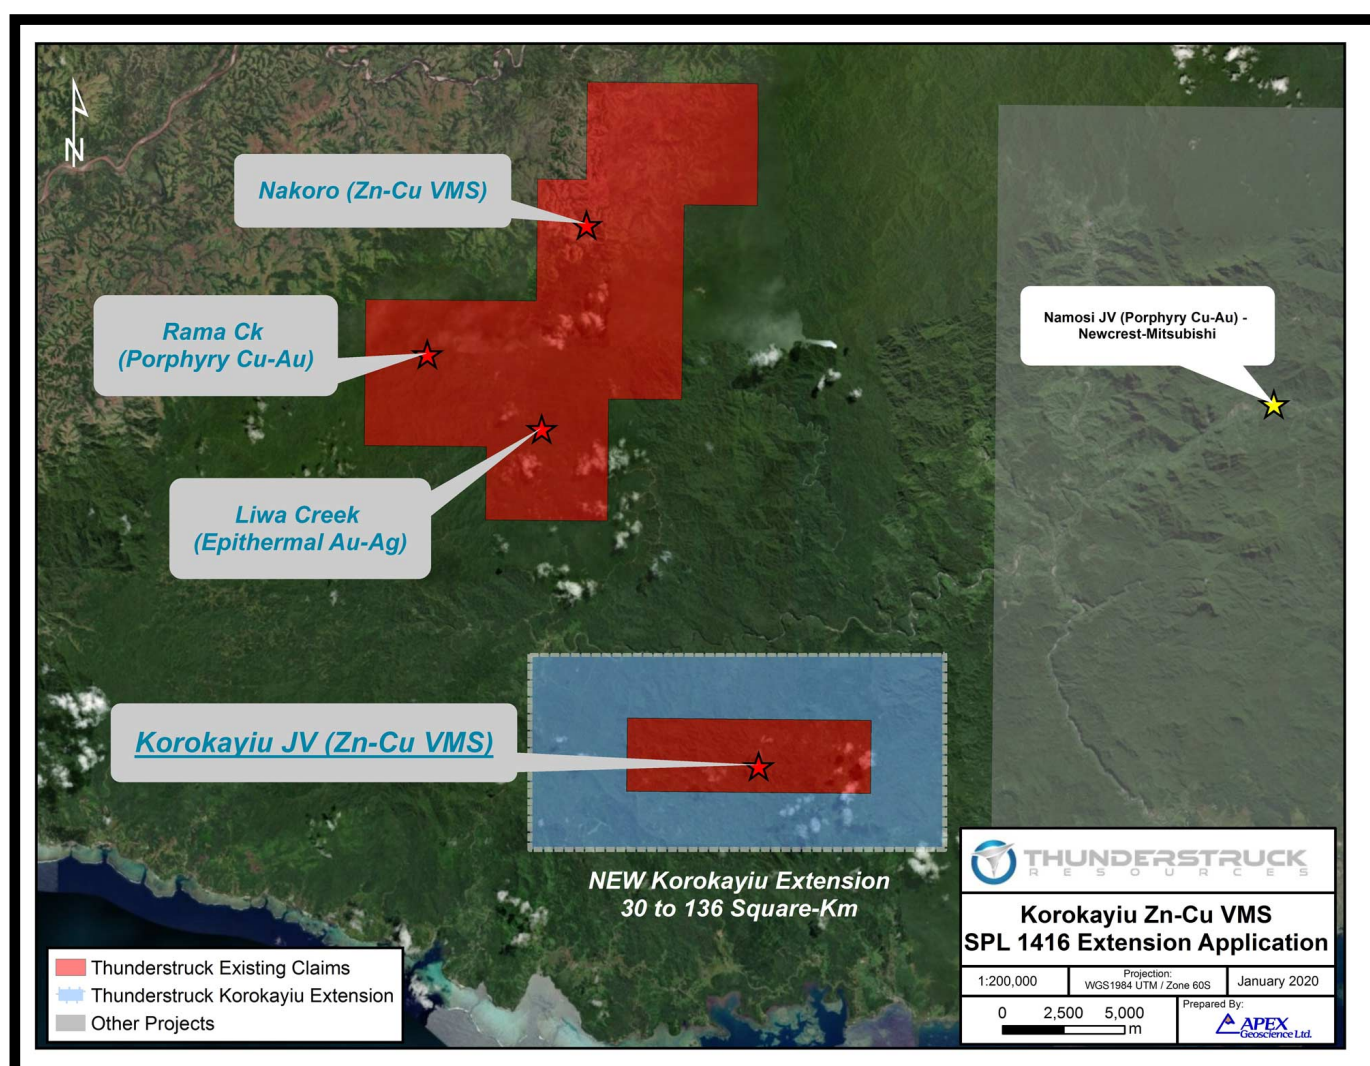 N
Nakoro (Zn-Cu VMS)
Rama Ck
(Porphyry Cu-Au)
Namosi JV (Porphyry Cu-Au) -
Newcrest-Mitsubishi
Liwa Creek
(Epithermal Au-Ag)
Korokayiu JV (Zn-Cu VMS)
NEW Korokayiu Extension
30 to 136 Square-Km
Thunderstruck Existing Claims
Thunderstruck Korokayiu Extension
Other Projects
THUNDERSTRUCK
RESOURCES
Korokayiu Zn-Cu VMS
SPL 1416 Extension Application
1:200,000
Projection:
WGS1984 UTM / Zone 60S
January 2020
0 2,500 5,000
m
Prepared By:
APEX
Geoscience Ltd.